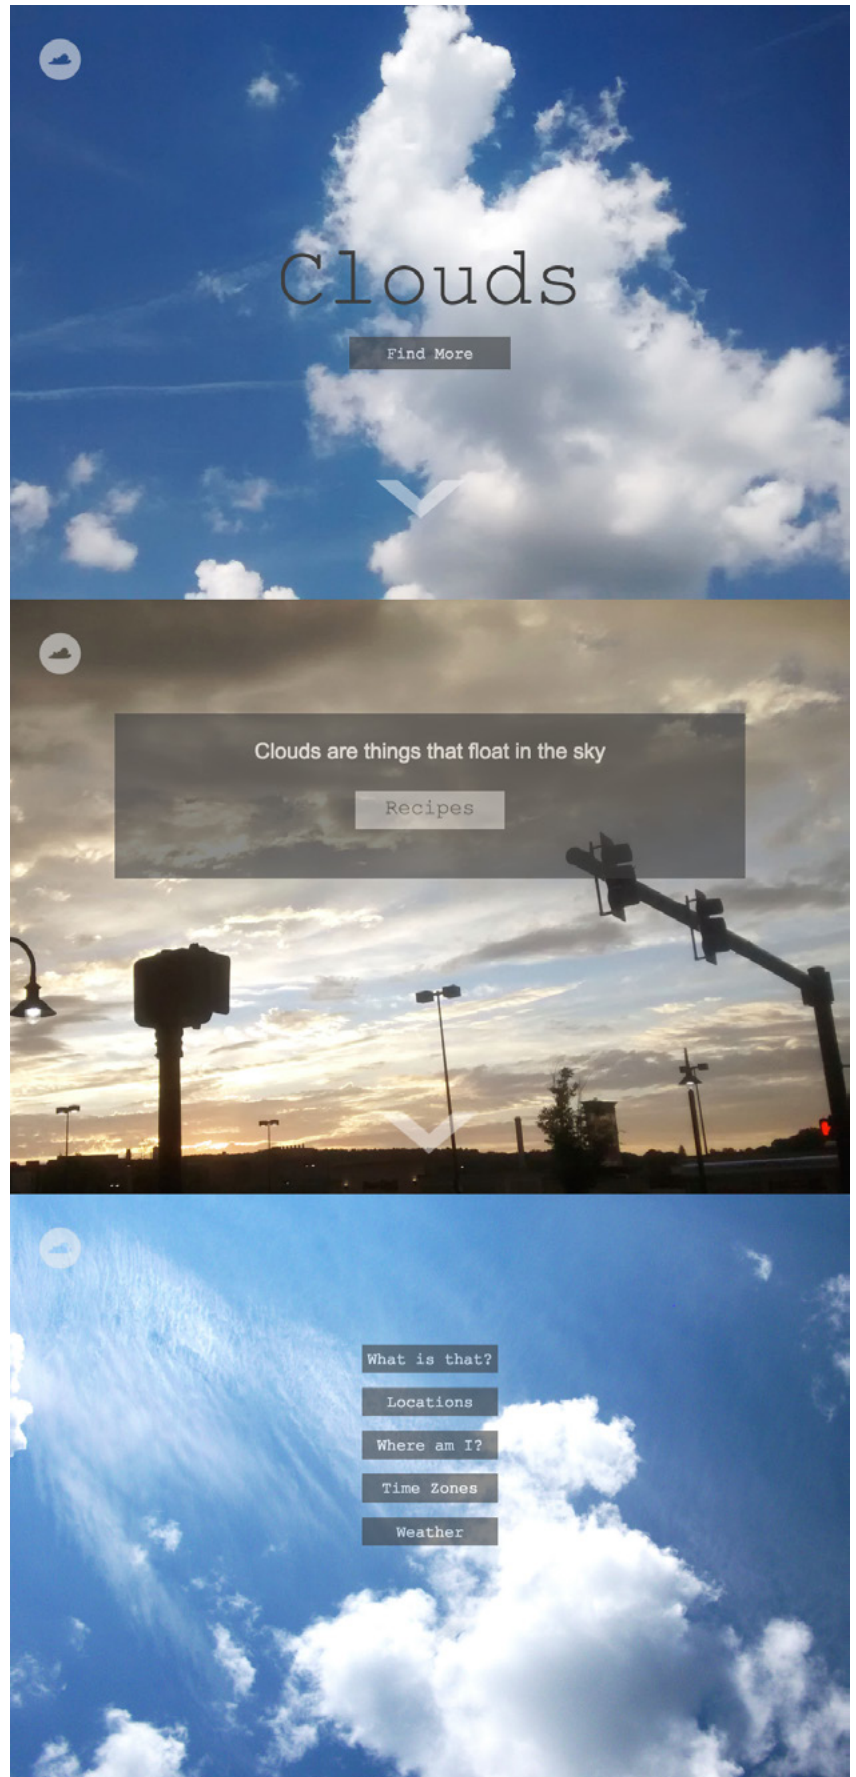 Clouds
Find More
Clouds are things that float in the sky
Recipes
What is that?
Locations
Where am I?
Time Zones
Weather